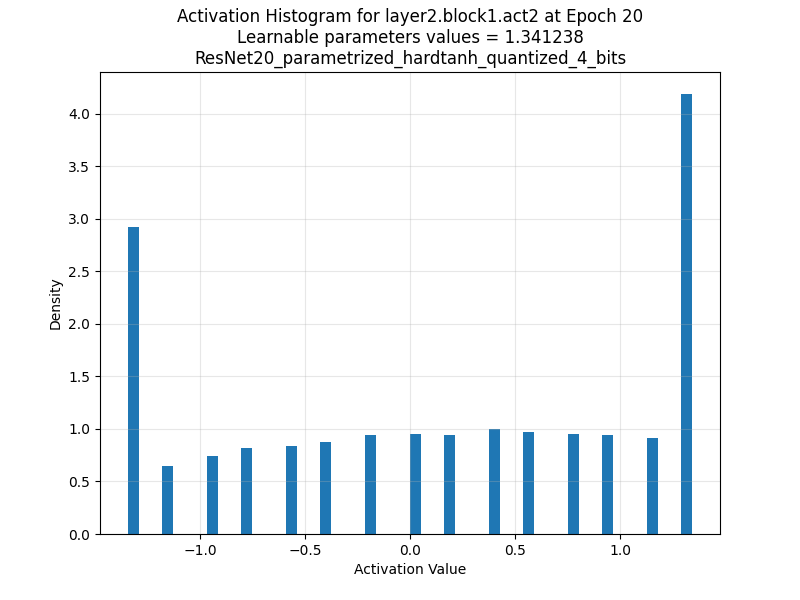 Activation Histogram for layer2.block1.act2 at Epoch 20
Learnable parameters values = 1.341238
ResNet20_parametrized_hardtanh_quantized_4_bits
4.0
3.5
3.0
2.5
2.0
1.5
1.0
0.5
0.0
Density
−1.0 −0.5 0.0 0.5 1.0
Activation Value